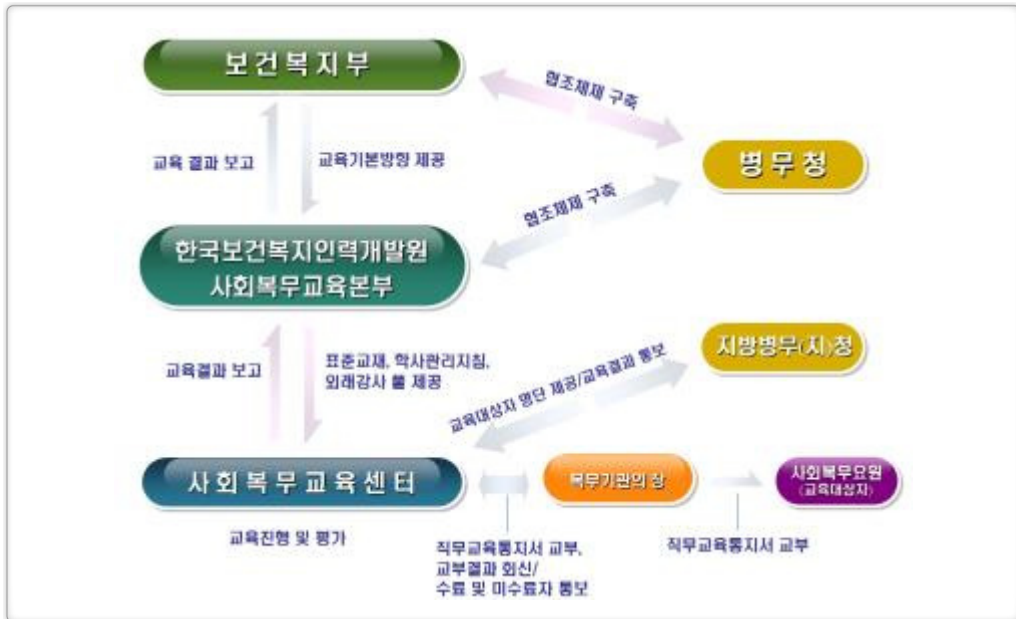 보건복지부
협조체제 구축
병무청
교육 결과 보고
교육기본방향 제공
협조체제 구축
한국보건복지인력개발원
사회복무교육본부
지방병무(지)청
교육결과 보고
표준교재, 학사관리지침,
외래강사 풀 제공
교육대상자 명단 제공/교육결과 통보
사회복무교육센터
복무기관의 장
사회복무요원
(교육대상자)
교육진행 및 평가
직무교육통지서 교부,
교부결과 회신/
수료 및 미수료자 통보
직무교육통지서 교부